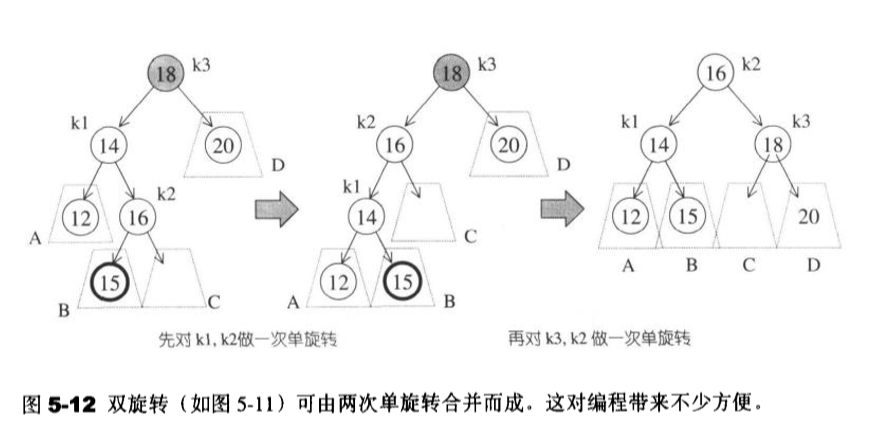 18 k3
k1
14
20
D
k2
12
16
A
15
B
C
18 k3
k2
16
20
D
k1
14
C
12
15
A
B
16 k2
k1
k3
14
18
12
15
20
A B C D
先对 k1, k2做一次单旋转
再对 k3, k2 做一次单旋转
图 5-12 双旋转（如图 5-11）可由两次单旋转合并而成。这对编程带来不少方便。